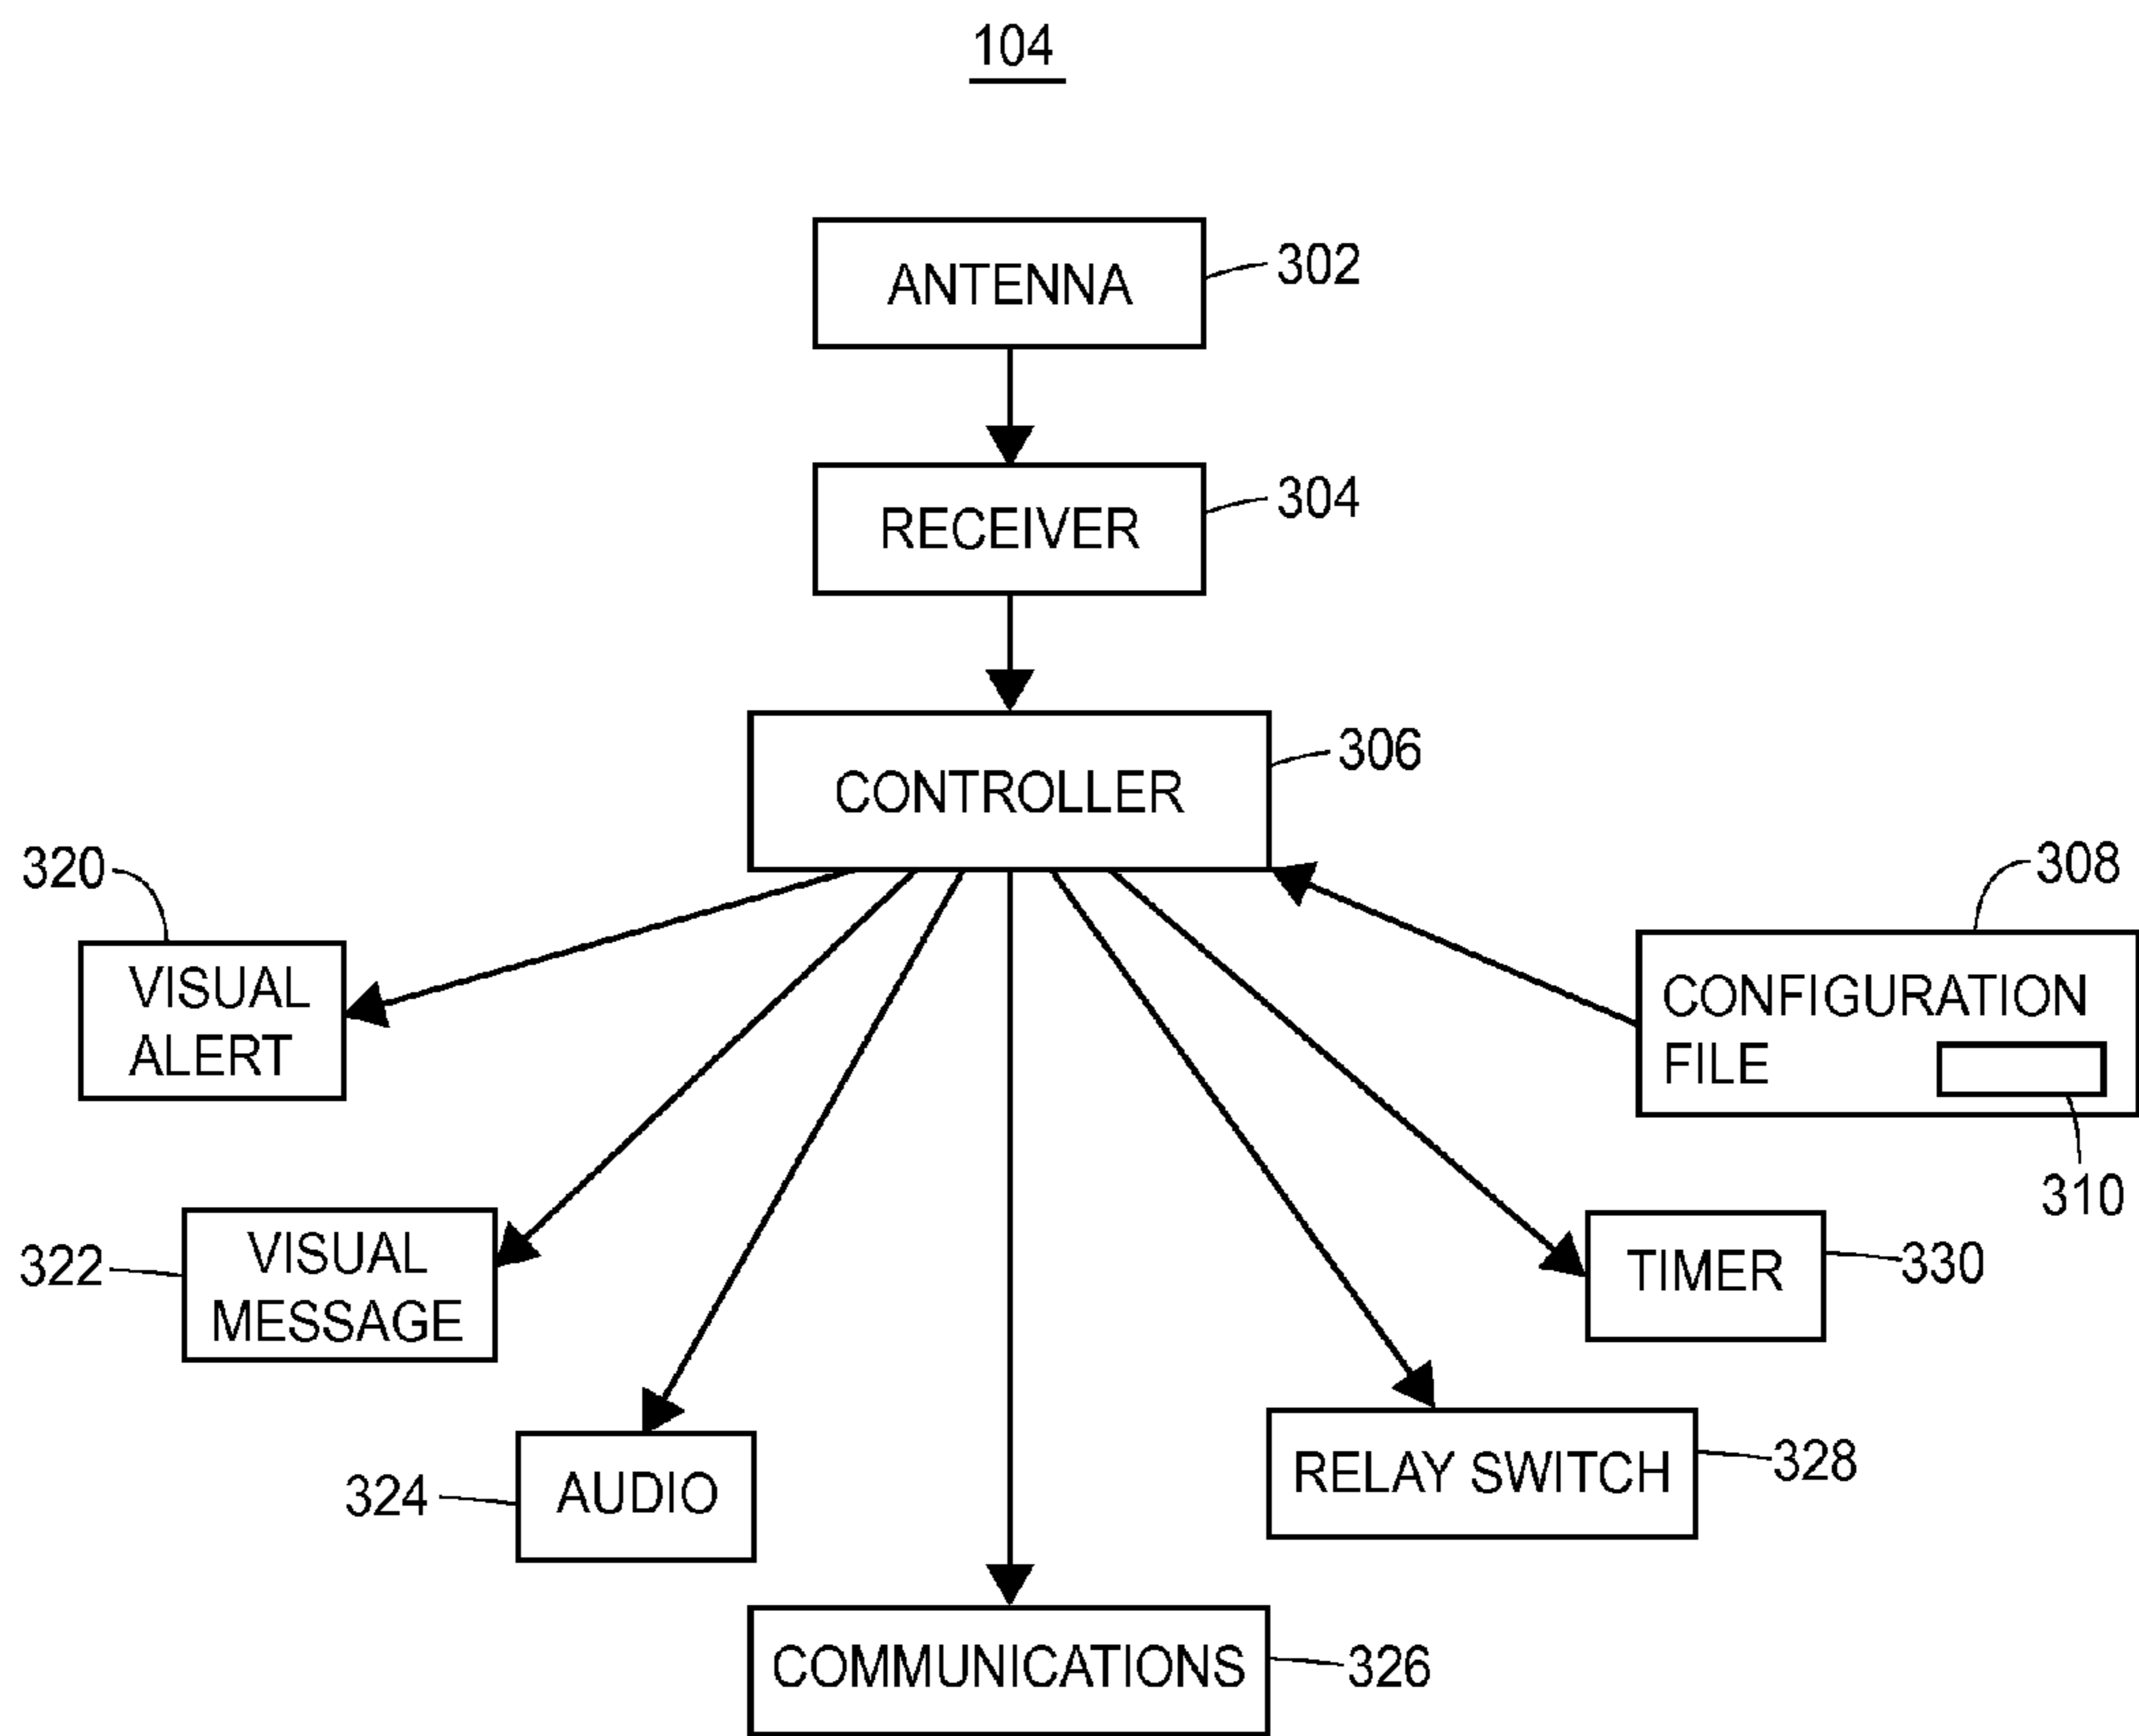 104
ANTENNA
302
RECEIVER
304
CONTROLLER
306
320
VISUAL
ALERT
308
CONFIGURATION
FILE
310
322
VISUAL
MESSAGE
TIMER
330
324
AUDIO
RELAY SWITCH
328
COMMUNICATIONS
326